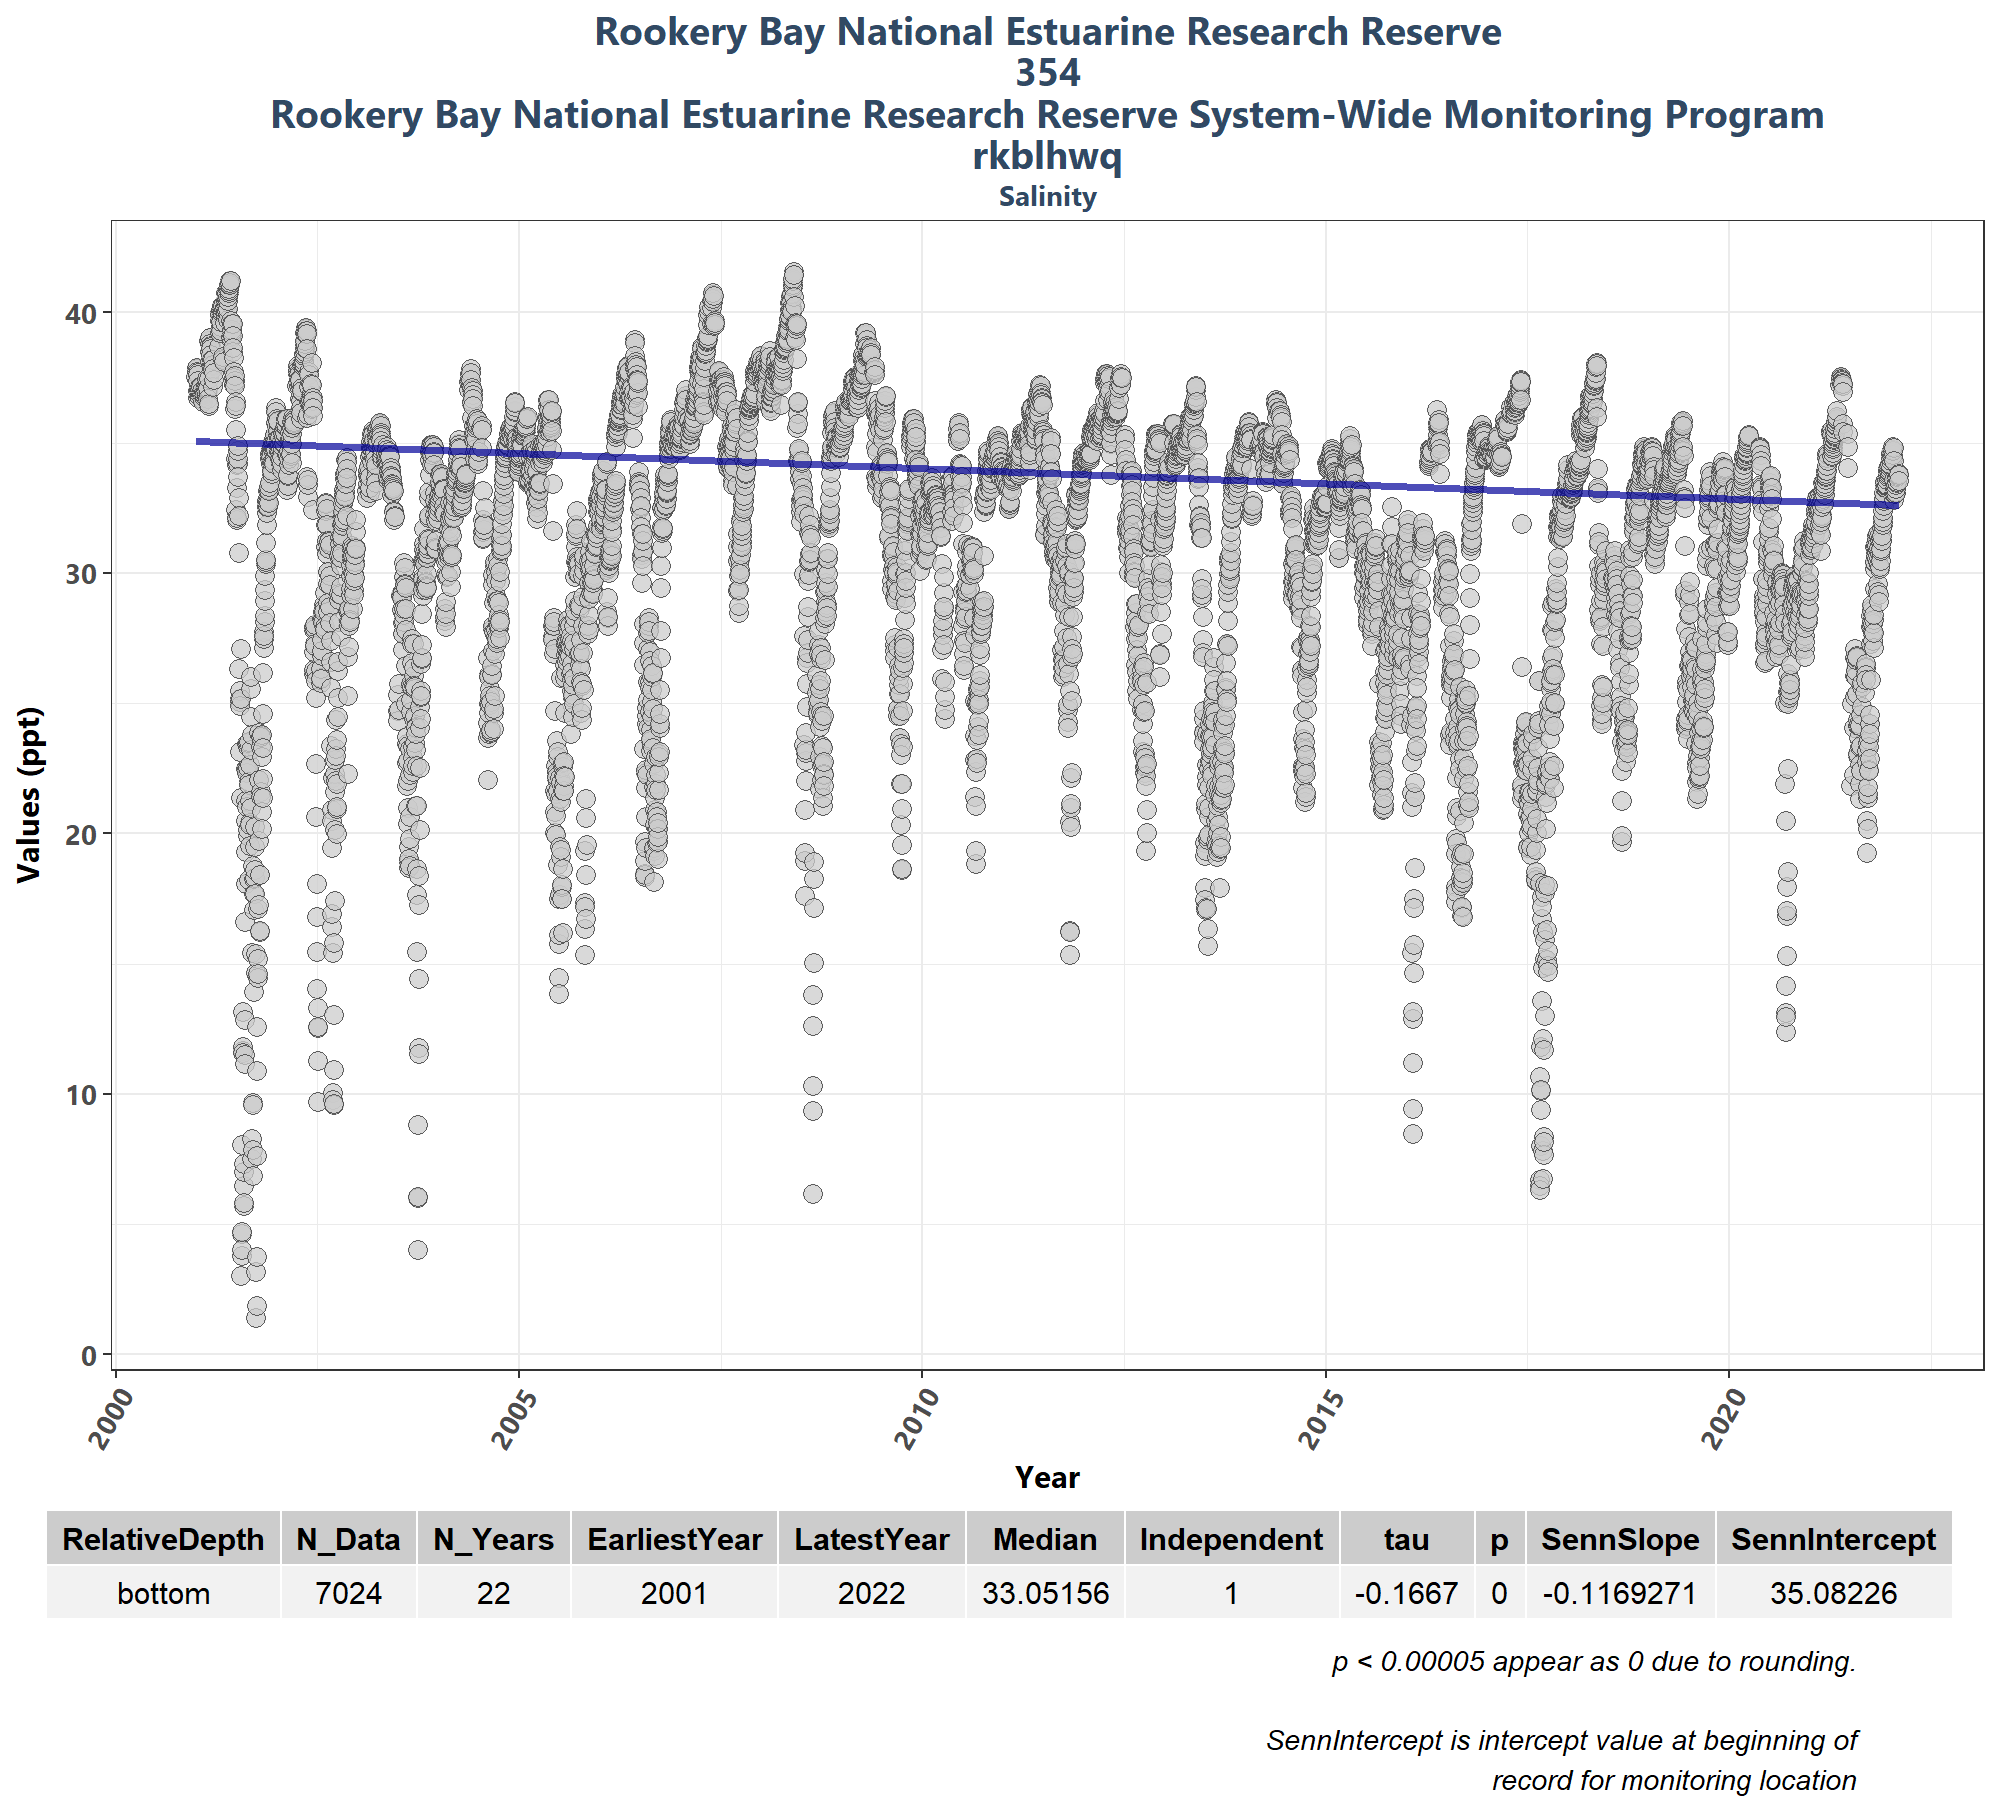 Rookery Bay National Estuarine Research Reserve
354
Rookery Bay National Estuarine Research Reserve System-Wide Monitoring Program
rkblhwq
Salinity
Values (ppt)
40
30
20
10
0
2000 2005 2010 2015 2020
Year
RelativeDepth N_Data N_Years EarliestYear LatestYear Median Independent tau p SennSlope SennIntercept
bottom 7024 22 2001 2022 33.05156 1 -0.1667 0 -0.1169271 35.08226
p < 0.00005 appear as 0 due to rounding.
SennIntercept is intercept value at beginning of
record for monitoring location